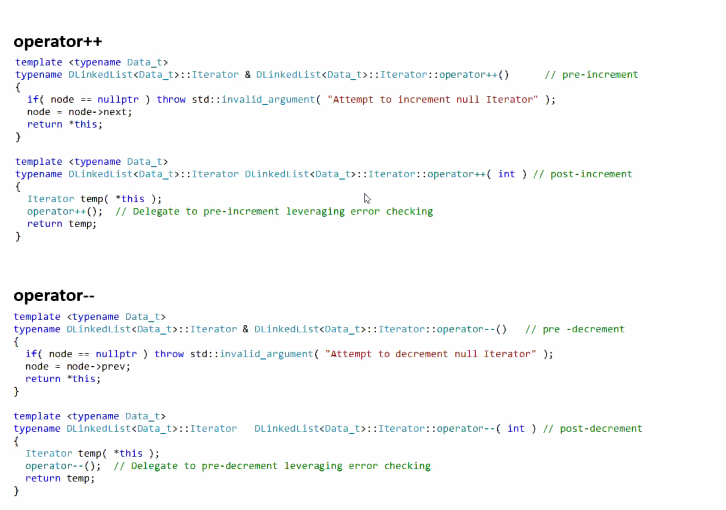 operator++
template <typename Data_t>
typename DLinkedList<Data_t>::Iterator & DLinkedList<Data_t>::Iterator::operator++()      // pre-increment
{
  if( node == nullptr ) throw std::invalid_argument( "Attempt to increment null Iterator" );
  node = node->next;
  return *this;
}
template <typename Data_t>
typename DLinkedList<Data_t>::Iterator DLinkedList<Data_t>::Iterator::operator++( int ) // post-increment
{
  Iterator temp( *this );
  operator++();  // Delegate to pre-increment leveraging error checking
  return temp;
}
operator--
template <typename Data_t>
typename DLinkedList<Data_t>::Iterator & DLinkedList<Data_t>::Iterator::operator--()   // pre -decrement
{
  if( node == nullptr ) throw std::invalid_argument( "Attempt to decrement null Iterator" );
  node = node->prev;
  return *this;
}
template <typename Data_t>
typename DLinkedList<Data_t>::Iterator   DLinkedList<Data_t>::Iterator::operator--( int ) // post-decrement
{
  Iterator temp( *this );
  operator--();  // Delegate to pre-decrement leveraging error checking
  return temp;
}